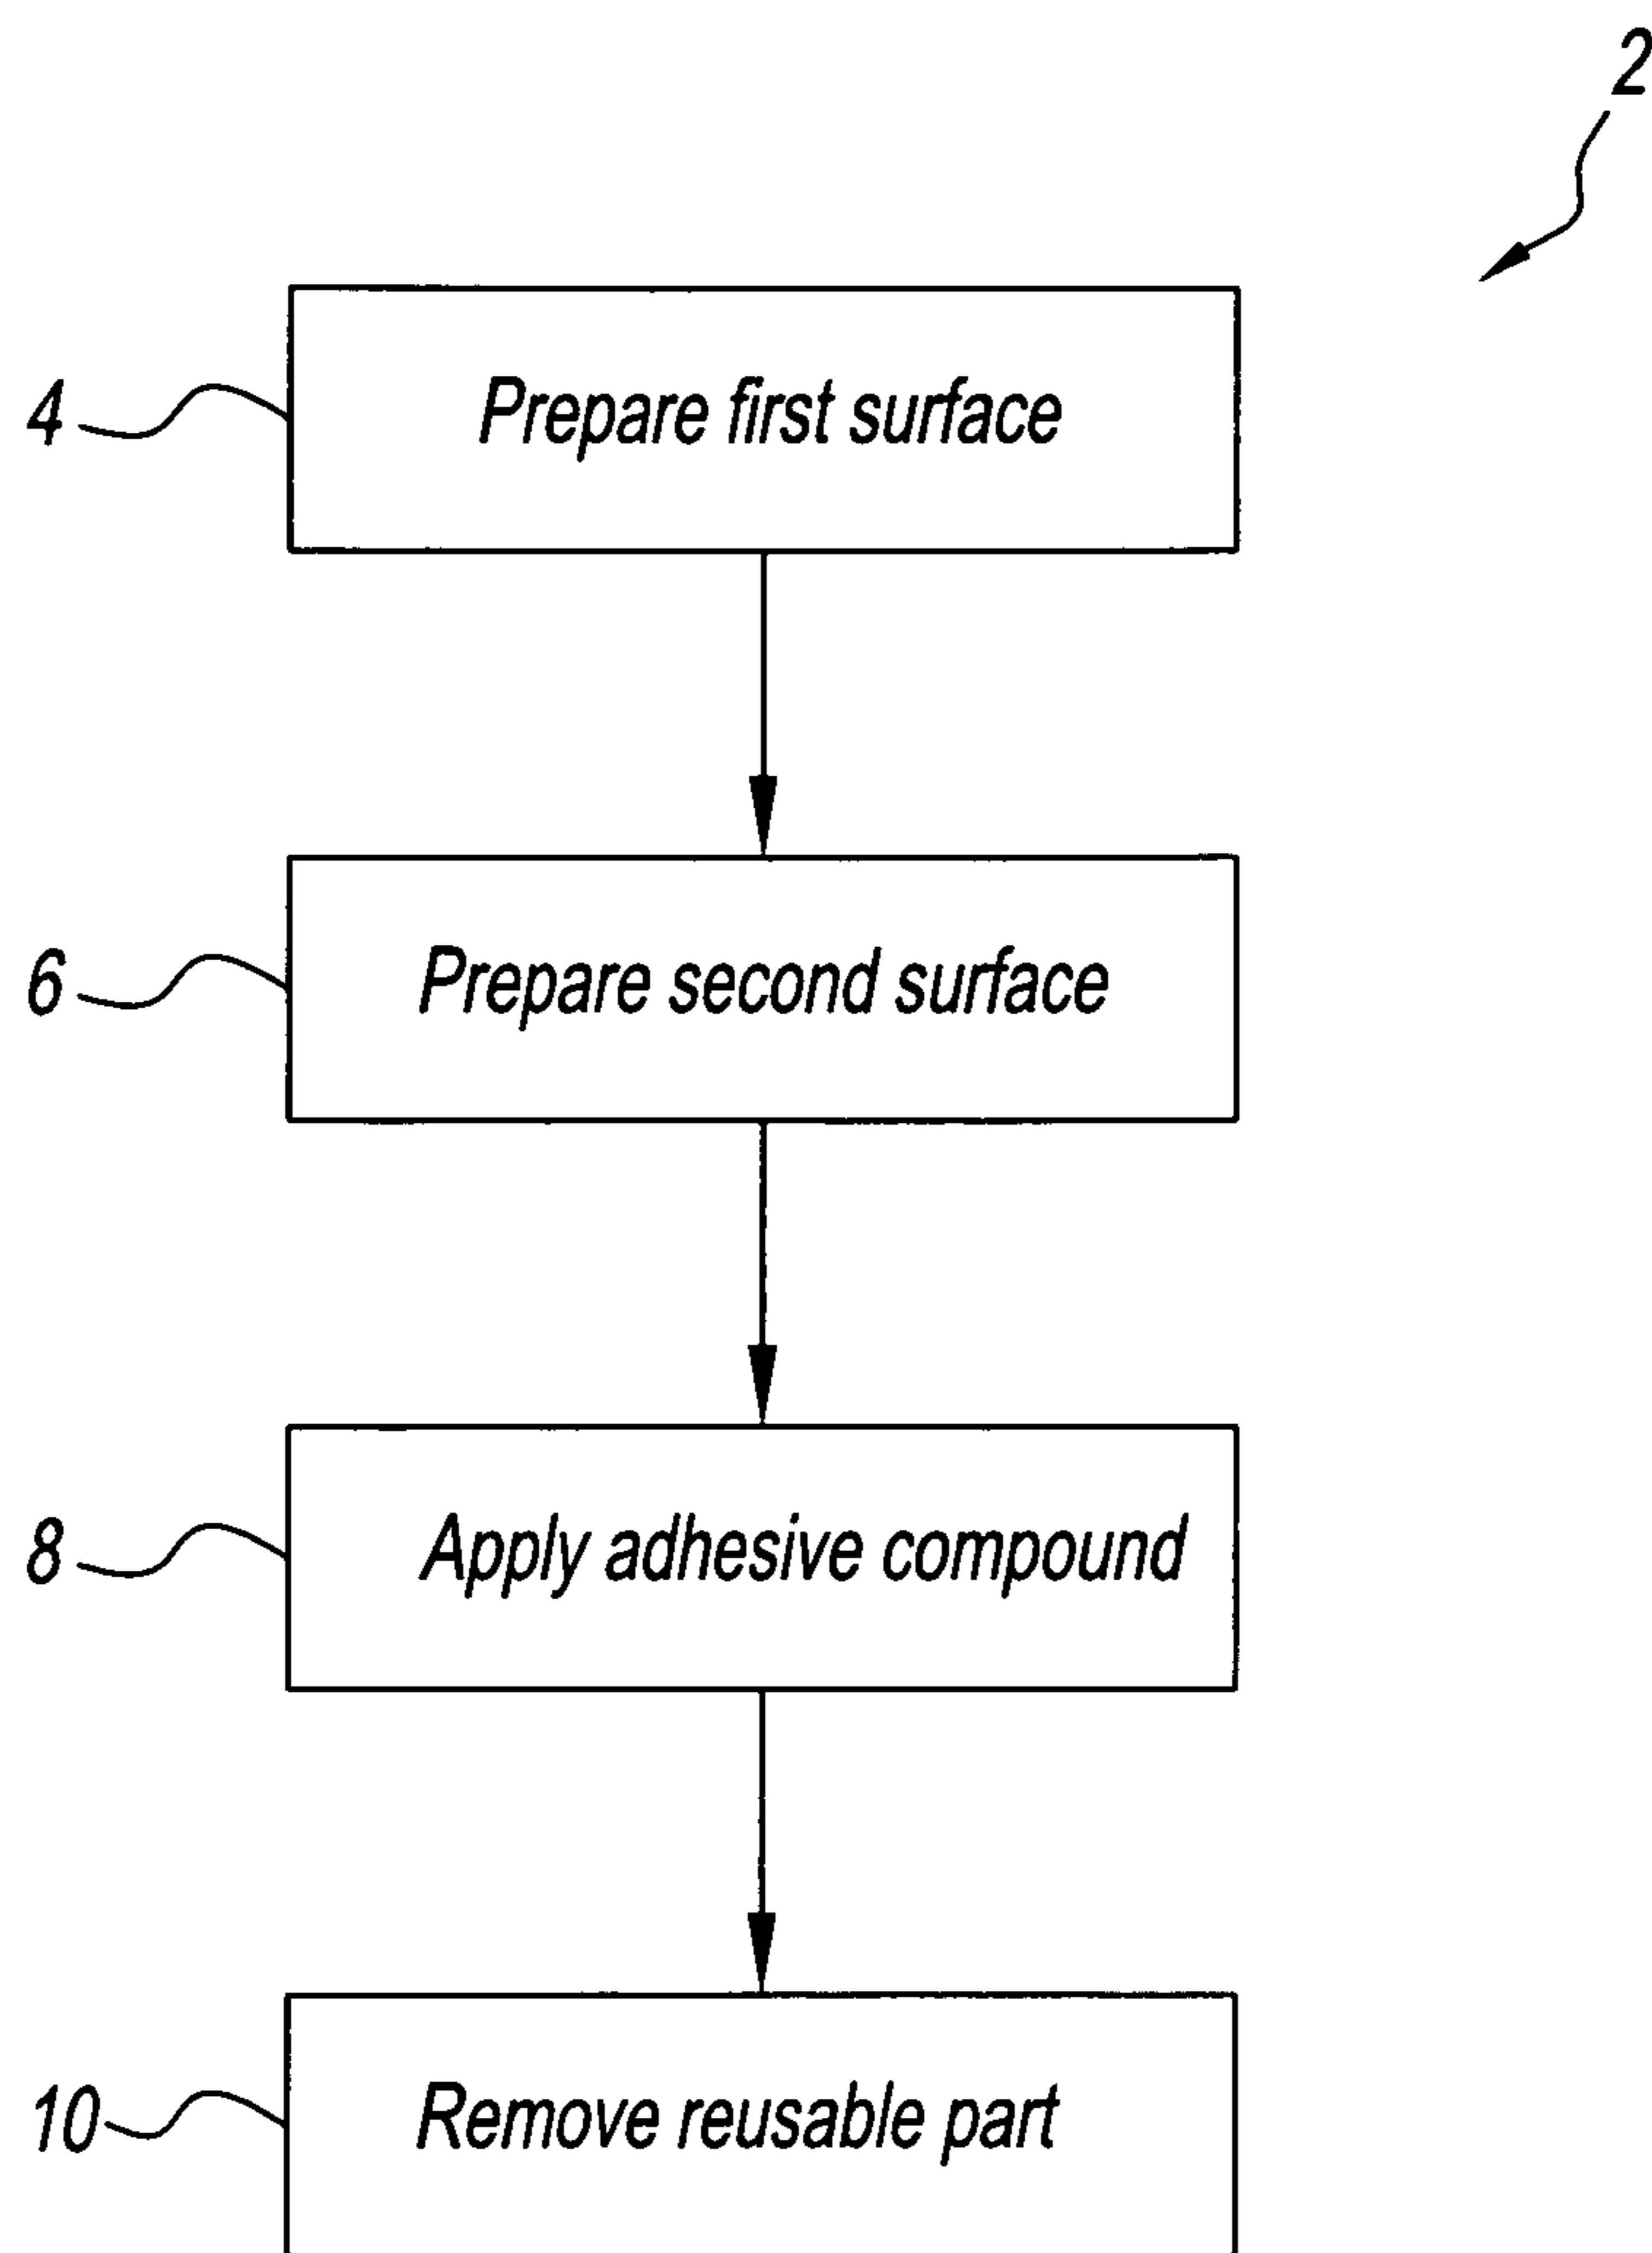 2
4
Prepare first surface
6
Prepare second surface
8
Apply adhesive compound
10
Remove reusable part